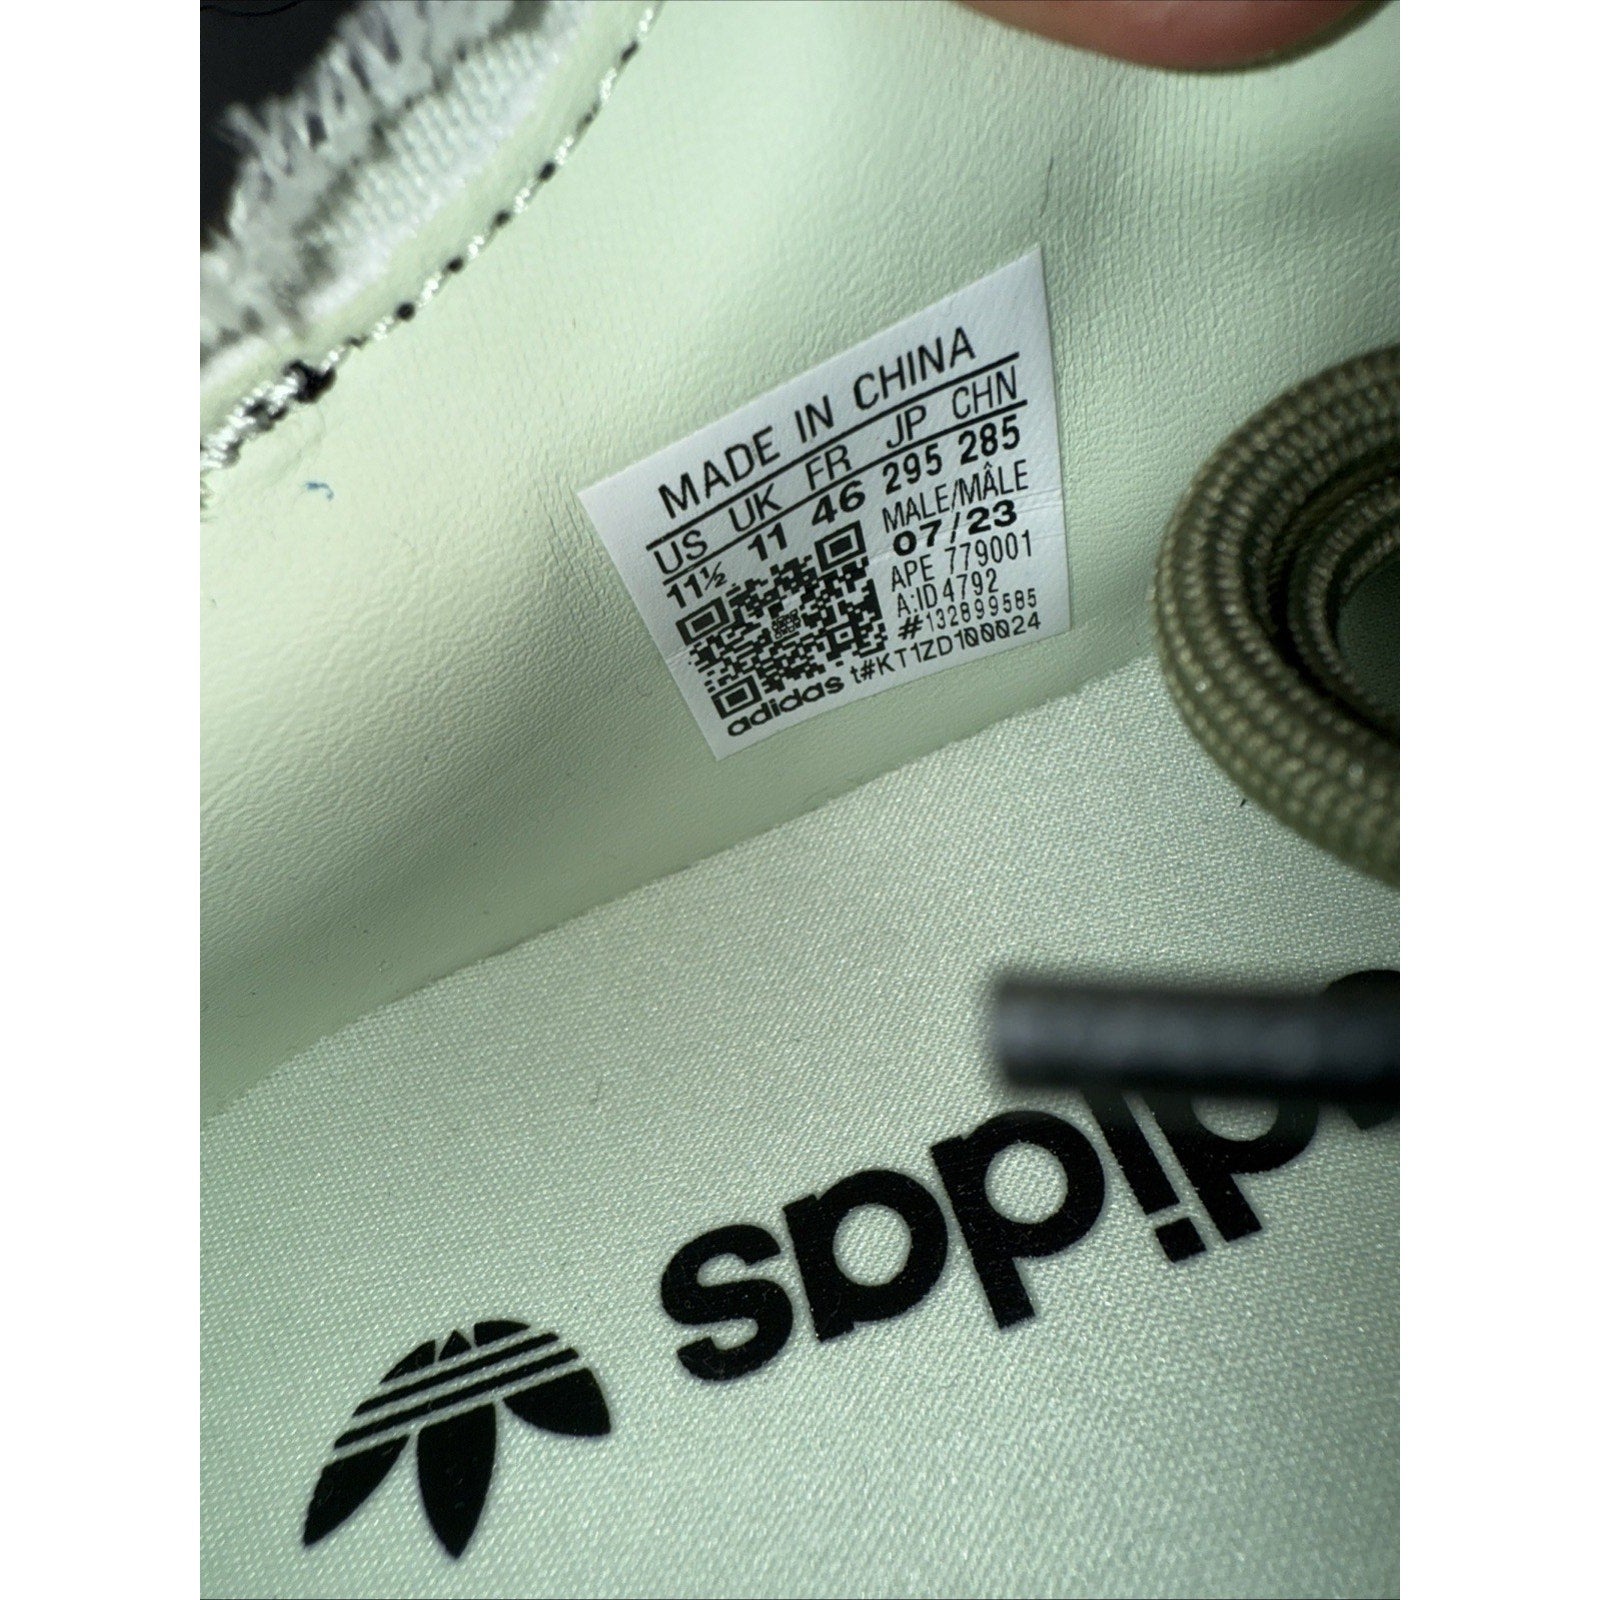 MADE IN CHINA
US UK FR JP CHN
11½ 11 46 295 285
MALE/MÂLE
07/23
APE 779001
A:ID4792
#132899585
adidas t#KT1ZD100024
adidas